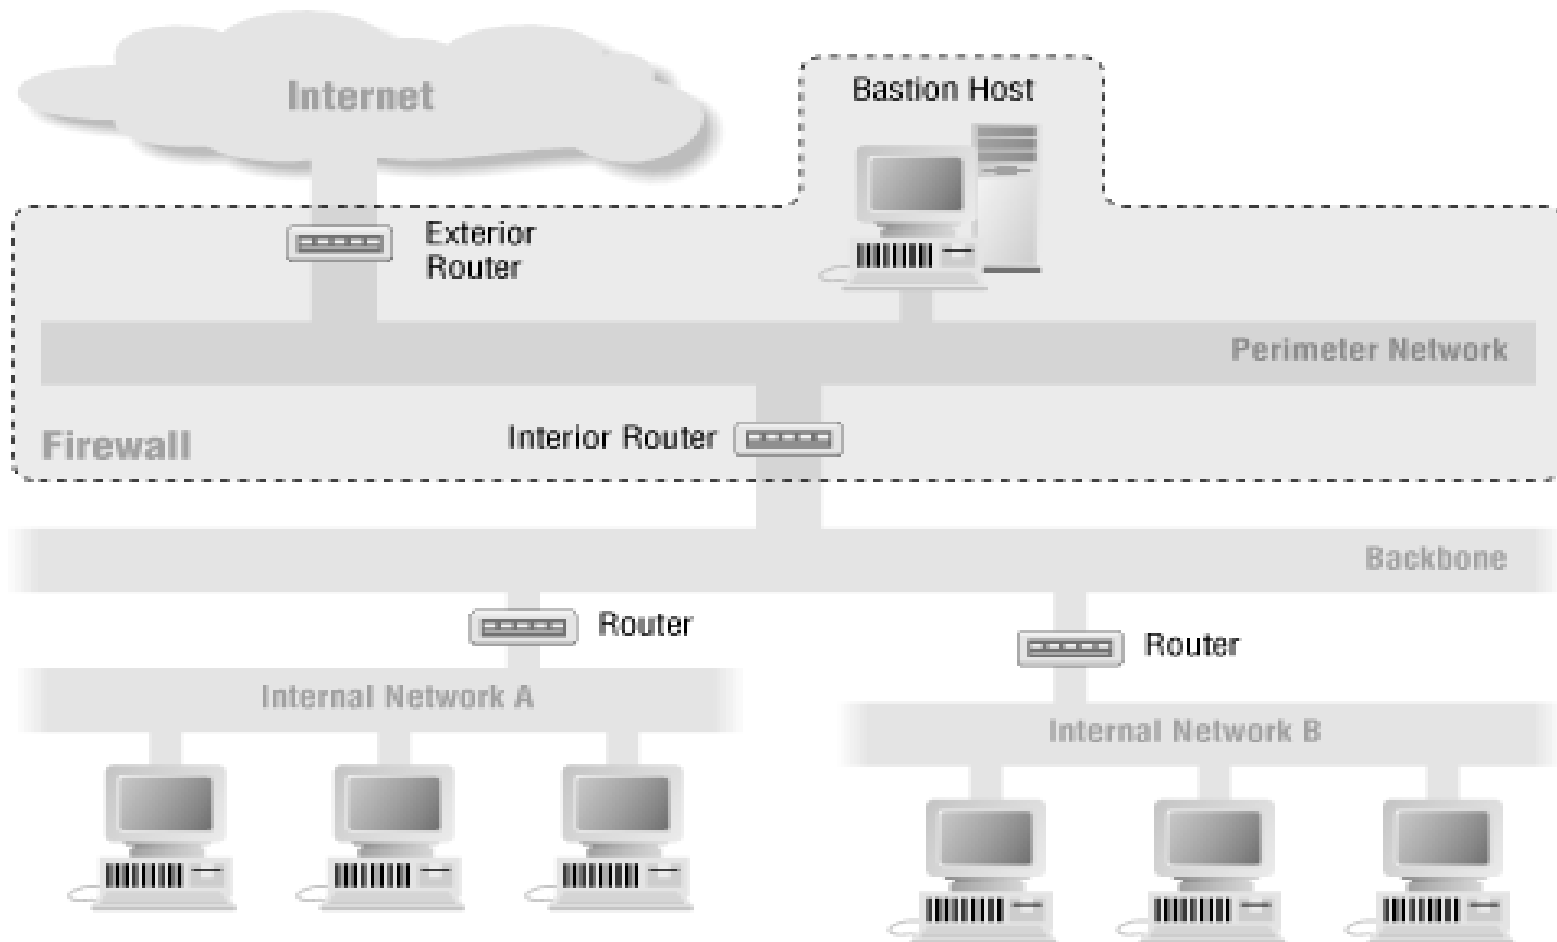 Internet
Bastion Host
Exterior
Router
Perimeter Network
Firewall
Interior Router
Backbone
Router
Router
Internal Network A
Internal Network B